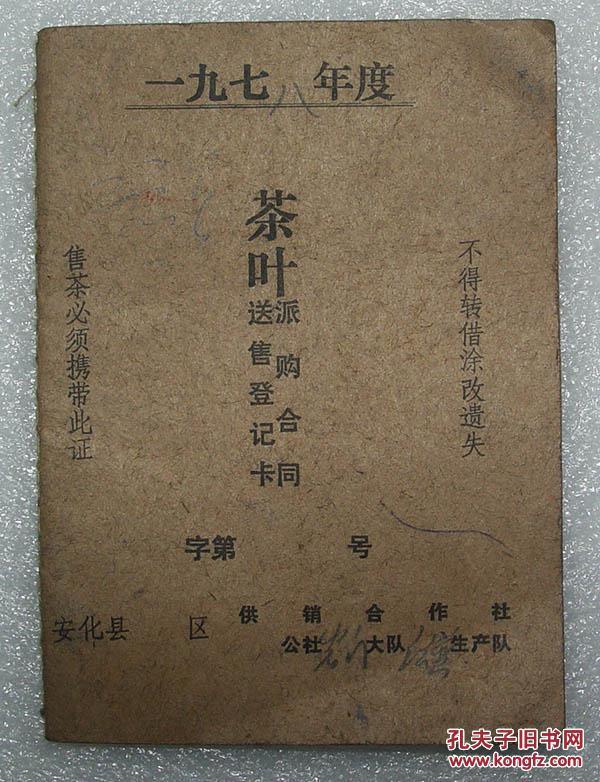 一九七八年度
茶叶
派购合同
送售登记卡
不得转借涂改遗失
售茶必须携带此证
字第 号
供销合作社
安化县 区
公社 大队 生产队
孔夫子旧书网
www.kongfz.com